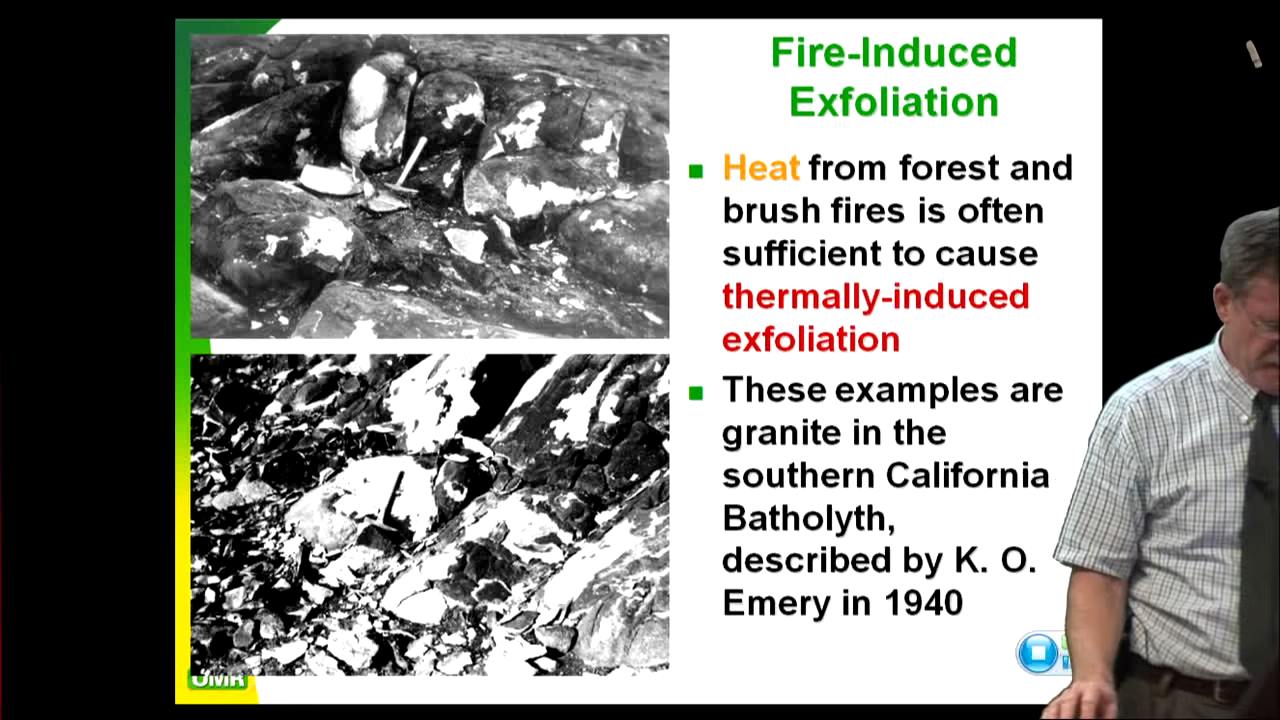 Fire-Induced
Exfoliation
Heat from forest and
brush fires is often
sufficient to cause
thermally-induced
exfoliation
These examples are
granite in the
southern California
Batholyth,
described by K. O.
Emery in 1940
UMR